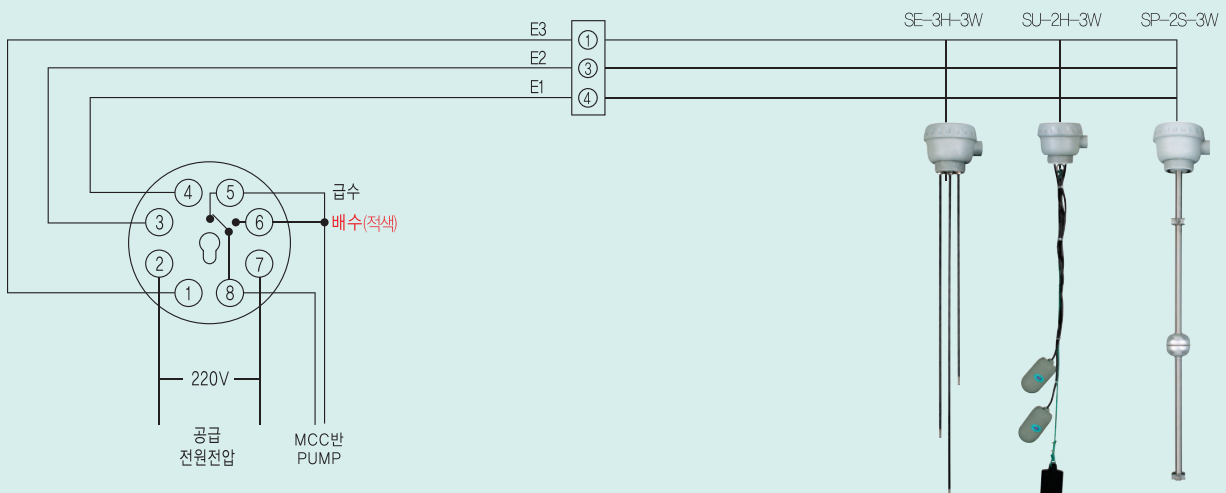 SE-3H-3W
SU-2H-3W
SP-2S-3W
E3
①
E2
③
E1
④
④
⑤
급수
③
⑥
배수(적색)
②
⑦
①
⑧
220V
공급
전원전압
MCC반
PUMP